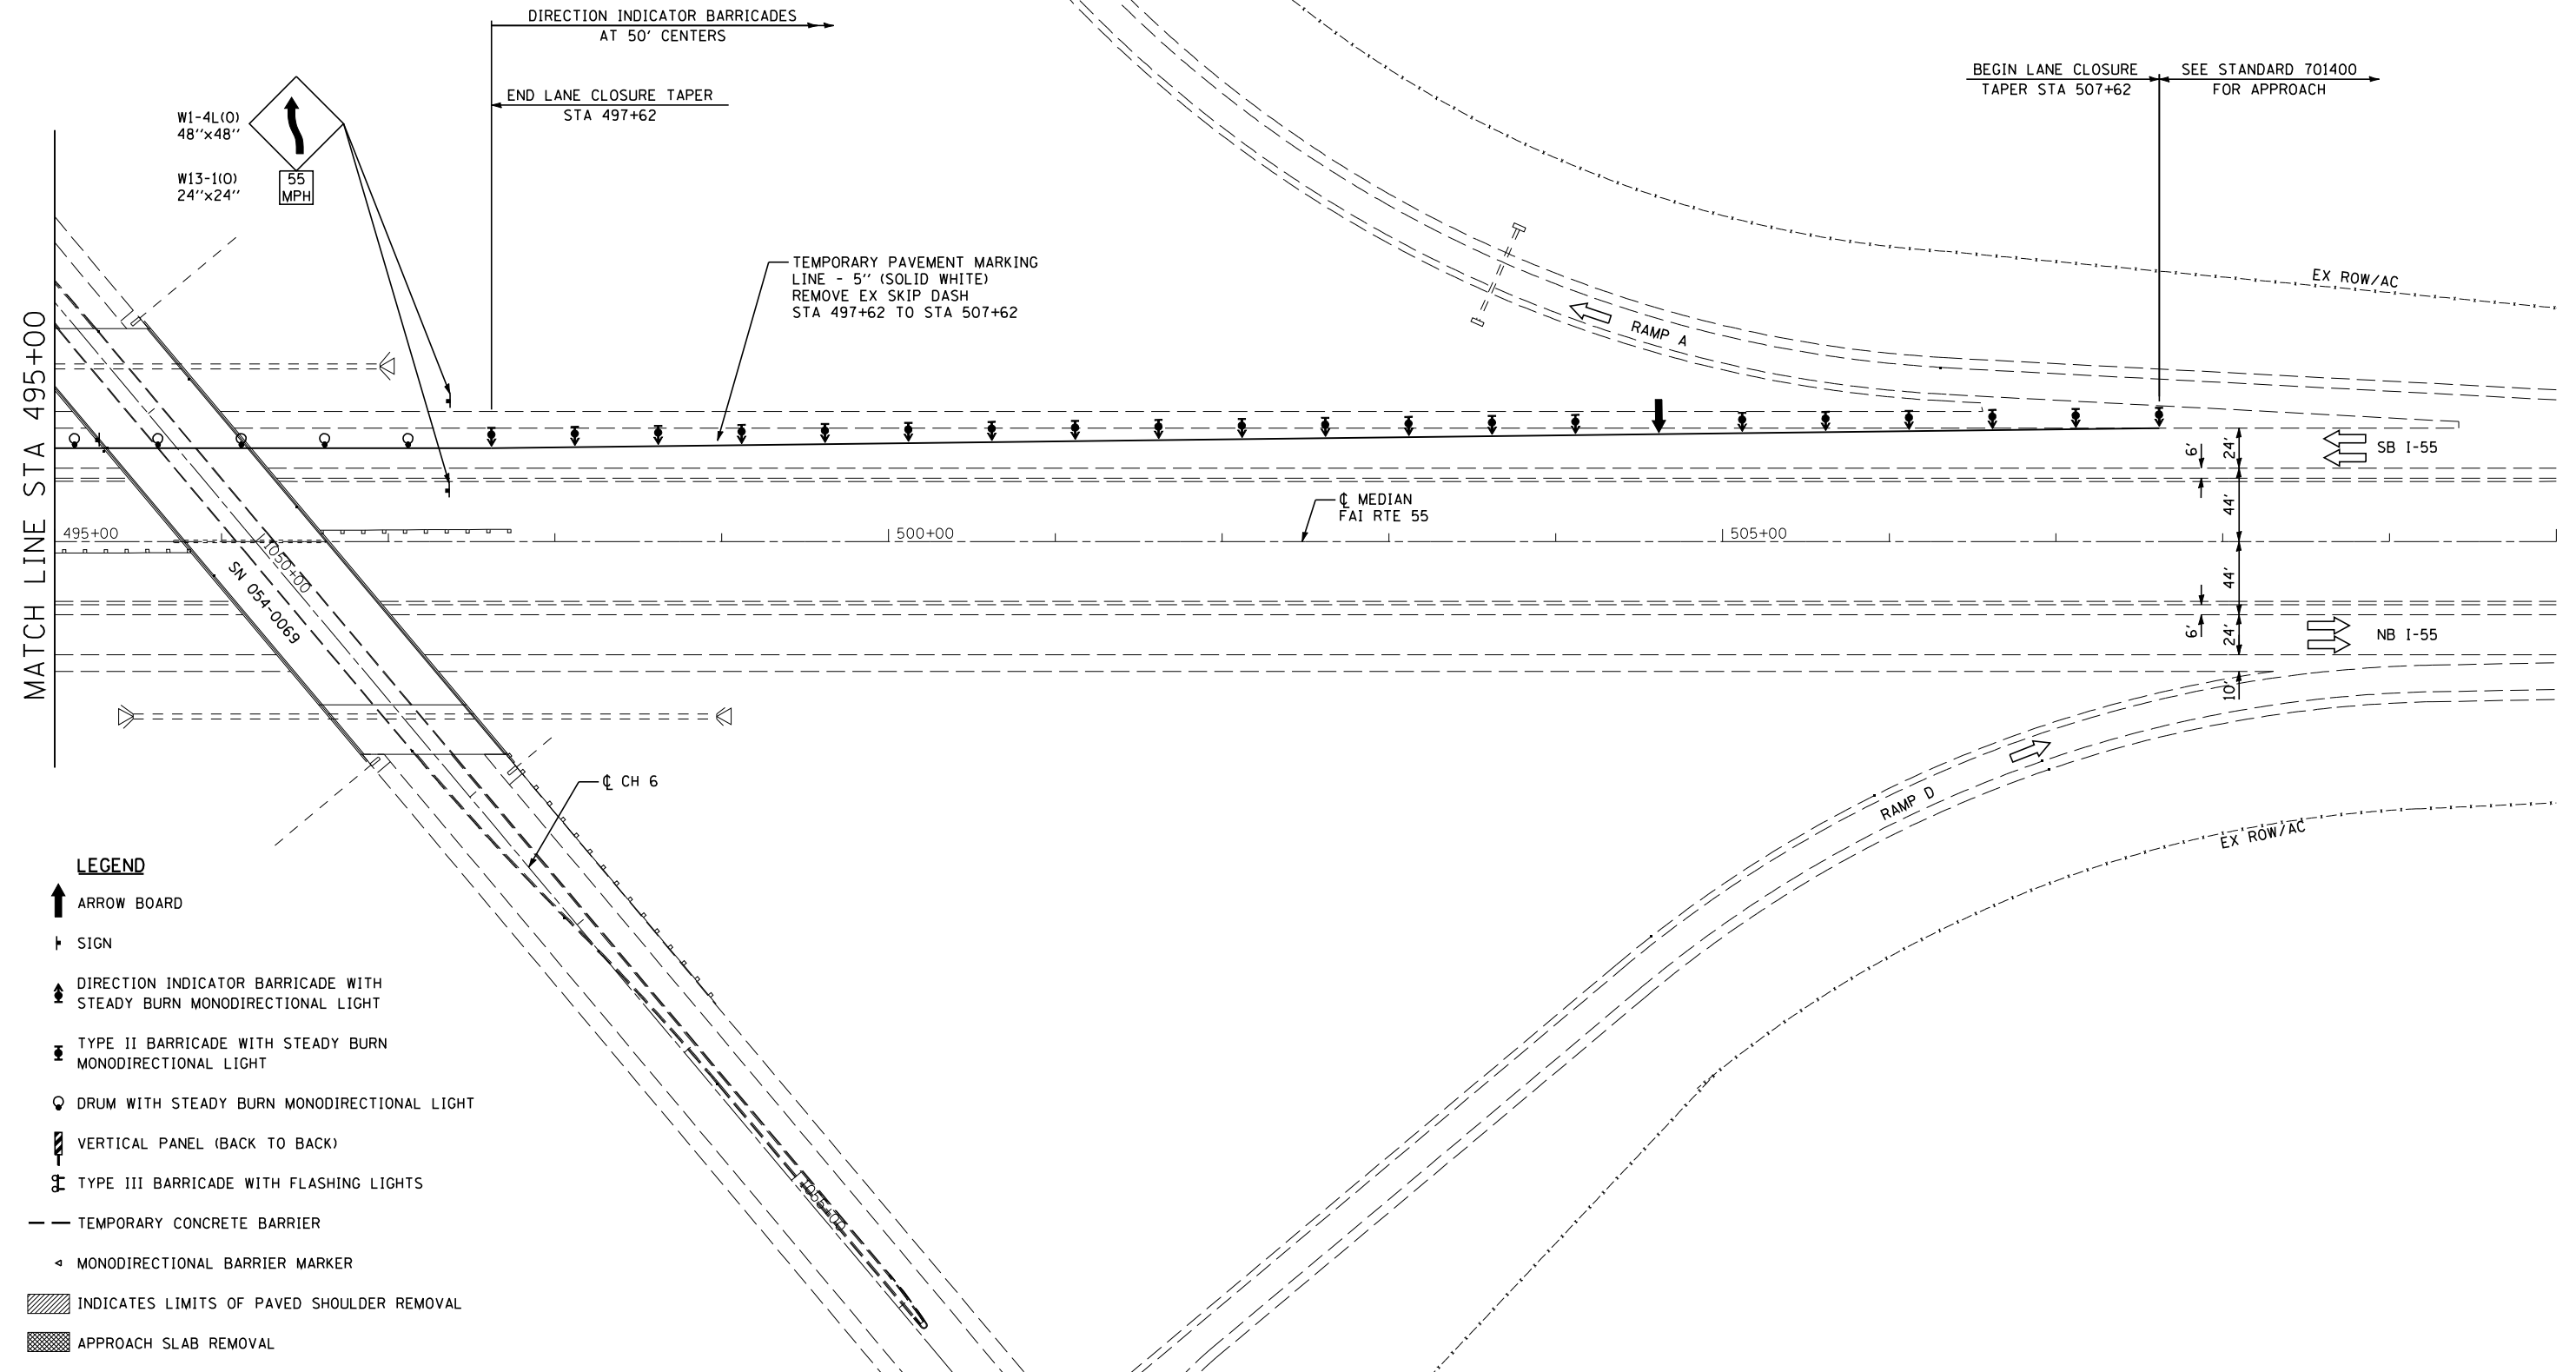 DIRECTION INDICATOR BARRICADES
AT 50' CENTERS
END LANE CLOSURE TAPER
STA 497+62
BEGIN LANE CLOSURE
TAPER STA 507+62
SEE STANDARD 701400
FOR APPROACH
W1-4L(O)
48''x48''
W13-1(O)
24''x24''
55
MPH
TEMPORARY PAVEMENT MARKING
LINE - 5'' (SOLID WHITE)
REMOVE EX SKIP DASH
STA 497+62 TO STA 507+62
EX ROW/AC
RAMP A
MATCH LINE STA 495+00
6'
24'
SB I-55
44'
℄ MEDIAN
FAI RTE 55
495+00
500+00
505+00
1050+00
SN 054-0069
44'
6'
24'
NB I-55
10'
℄ CH 6
RAMP D
EX ROW/AC
1055+00
LEGEND
ARROW BOARD
SIGN
DIRECTION INDICATOR BARRICADE WITH
STEADY BURN MONODIRECTIONAL LIGHT
TYPE II BARRICADE WITH STEADY BURN
MONODIRECTIONAL LIGHT
DRUM WITH STEADY BURN MONODIRECTIONAL LIGHT
VERTICAL PANEL (BACK TO BACK)
TYPE III BARRICADE WITH FLASHING LIGHTS
TEMPORARY CONCRETE BARRIER
MONODIRECTIONAL BARRIER MARKER
INDICATES LIMITS OF PAVED SHOULDER REMOVAL
APPROACH SLAB REMOVAL